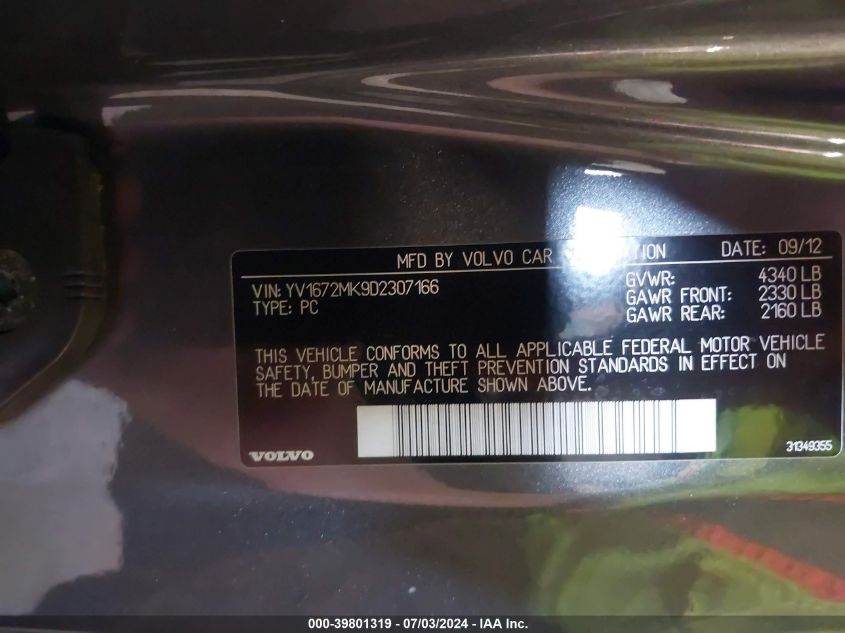 MFD BY VOLVO CAR DATE: 09/12
VIN: YV1672MK9D2307166
TYPE: PC
GVWR: 4340 LB
GAWR FRONT: 2330 LB
GAWR REAR: 2160 LB
THIS VEHICLE CONFORMS TO ALL APPLICABLE FEDERAL MOTOR VEHICLE
SAFETY, BUMPER AND THEFT PREVENTION STANDARDS IN EFFECT ON
THE DATE OF MANUFACTURE SHOWN ABOVE.
VOLVO
31349355
000-39801319 / 07/03/2024 - IAA Inc.